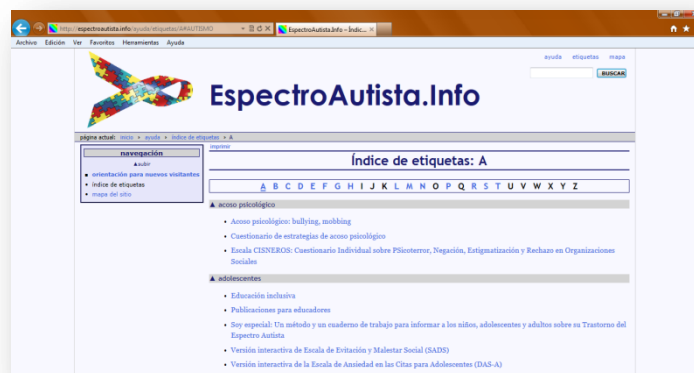 http://espectroautista.info/ayuda/etiquetas/A#AUTISMO
EspectroAutista.Info – Índic...
Archivo Edición Ver Favoritos Herramientas Ayuda
ayuda etiquetas mapa
BUSCAR
EspectroAutista.Info
página actual: inicio » ayuda » índice de etiquetas » A
navegación
▲subir
orientación para nuevos visitantes
índice de etiquetas
mapa del sitio
imprimir
Índice de etiquetas: A
A B C D E F G H I J K L M N O P Q R S T U V W X Y Z
▲ acoso psicológico
• Acoso psicológico: bullying, mobbing
• Cuestionario de estrategias de acoso psicológico
• Escala CISNEROS: Cuestionario Individual sobre PSicoterror, Negación, Estigmatización y Rechazo en Organizaciones
Sociales
▲ adolescentes
• Educación inclusiva
• Publicaciones para educadores
• Soy especial: Un método y un cuaderno de trabajo para informar a los niños, adolescentes y adultos sobre su Trastorno del
Espectro Autista
• Versión interactiva de Escala de Evitación y Malestar Social (SADS)
• Versión interactiva de la Escala de Ansiedad en las Citas para Adolescentes (DAS-A)